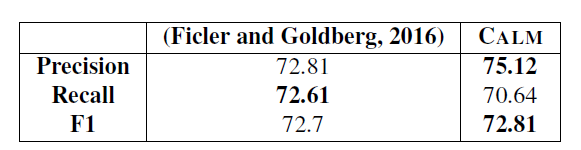 (Ficler and Goldberg, 2016) CALM
Precision 72.81 75.12
Recall 72.61 70.64
F1 72.7 72.81